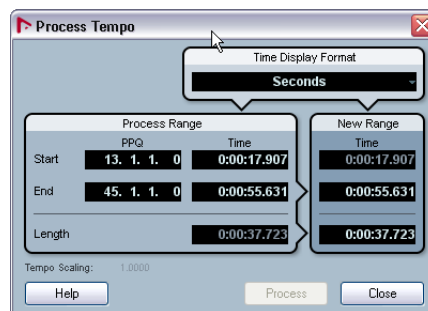 Process Tempo
Time Display Format
Seconds
Process Range
New Range
PPQ Time Time
Start 13. 1. 1. 0 0:00:17.907 0:00:17.907
End 45. 1. 1. 0 0:00:55.631 0:00:55.631
Length 0:00:37.723 0:00:37.723
Tempo Scaling: 1.0000
Help Process Close